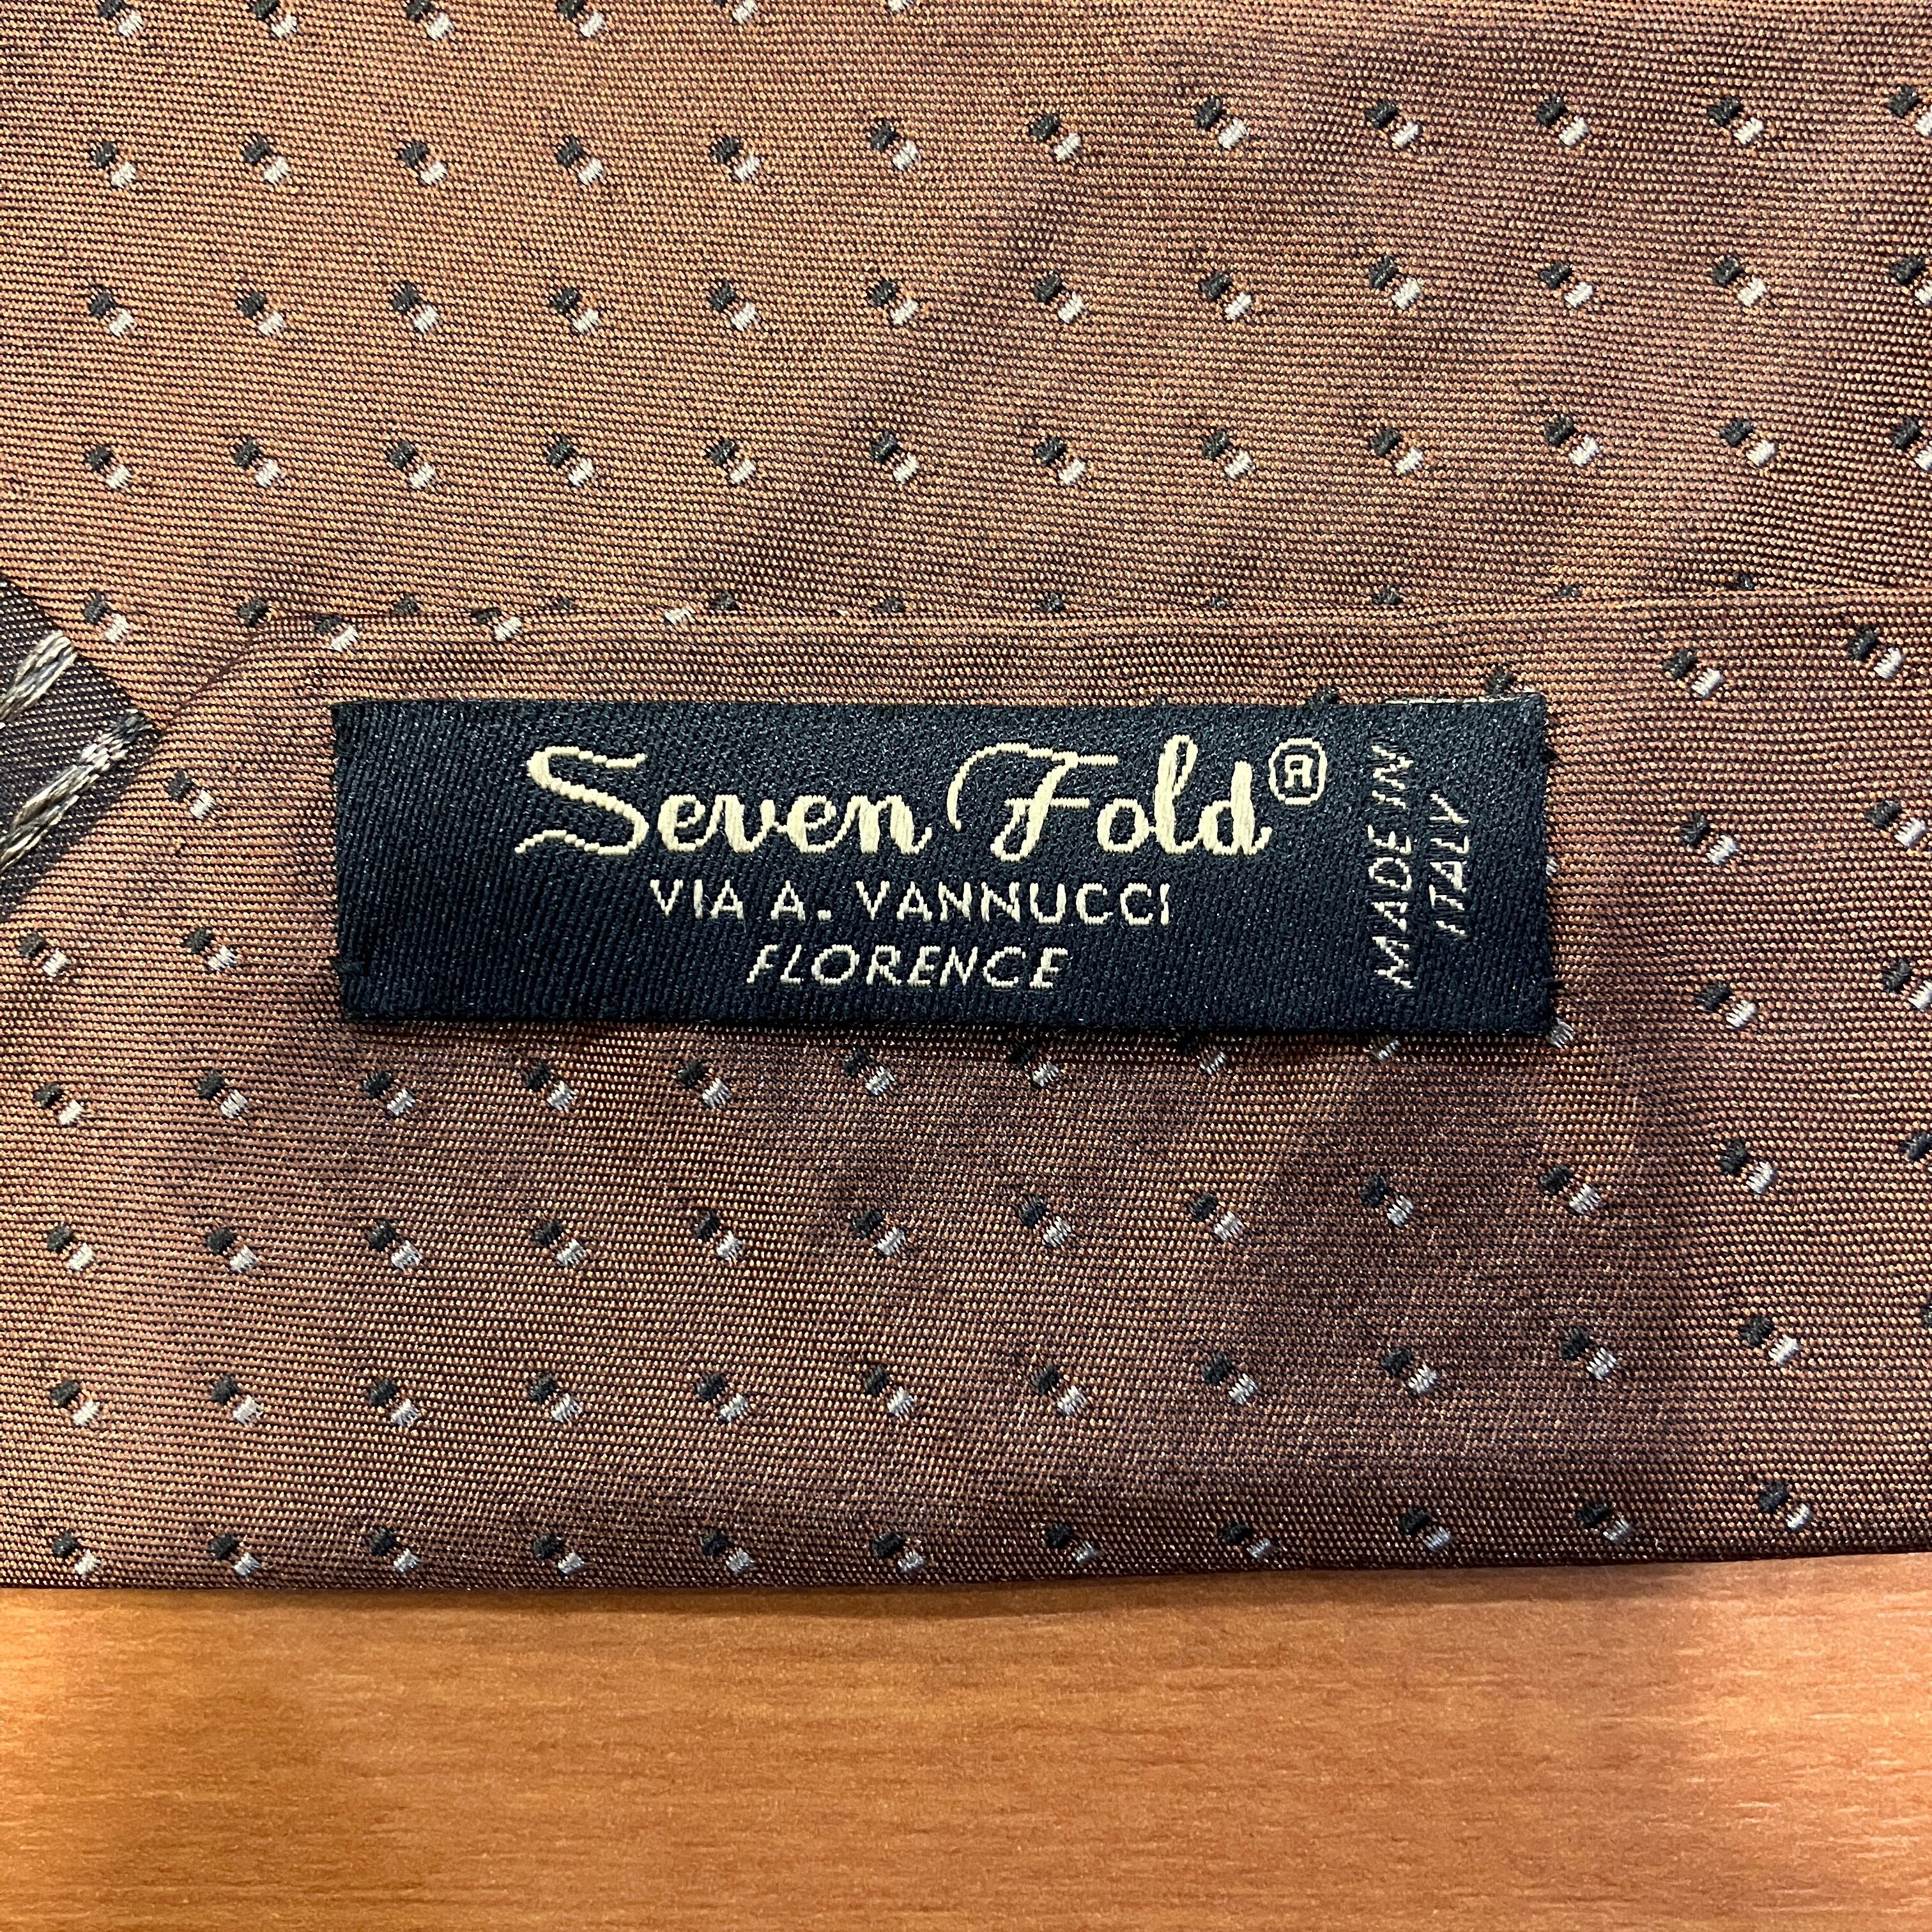 Seven Fold®
VIA A. VANNUCCI
FLORENCE
MADE IN
ITALY